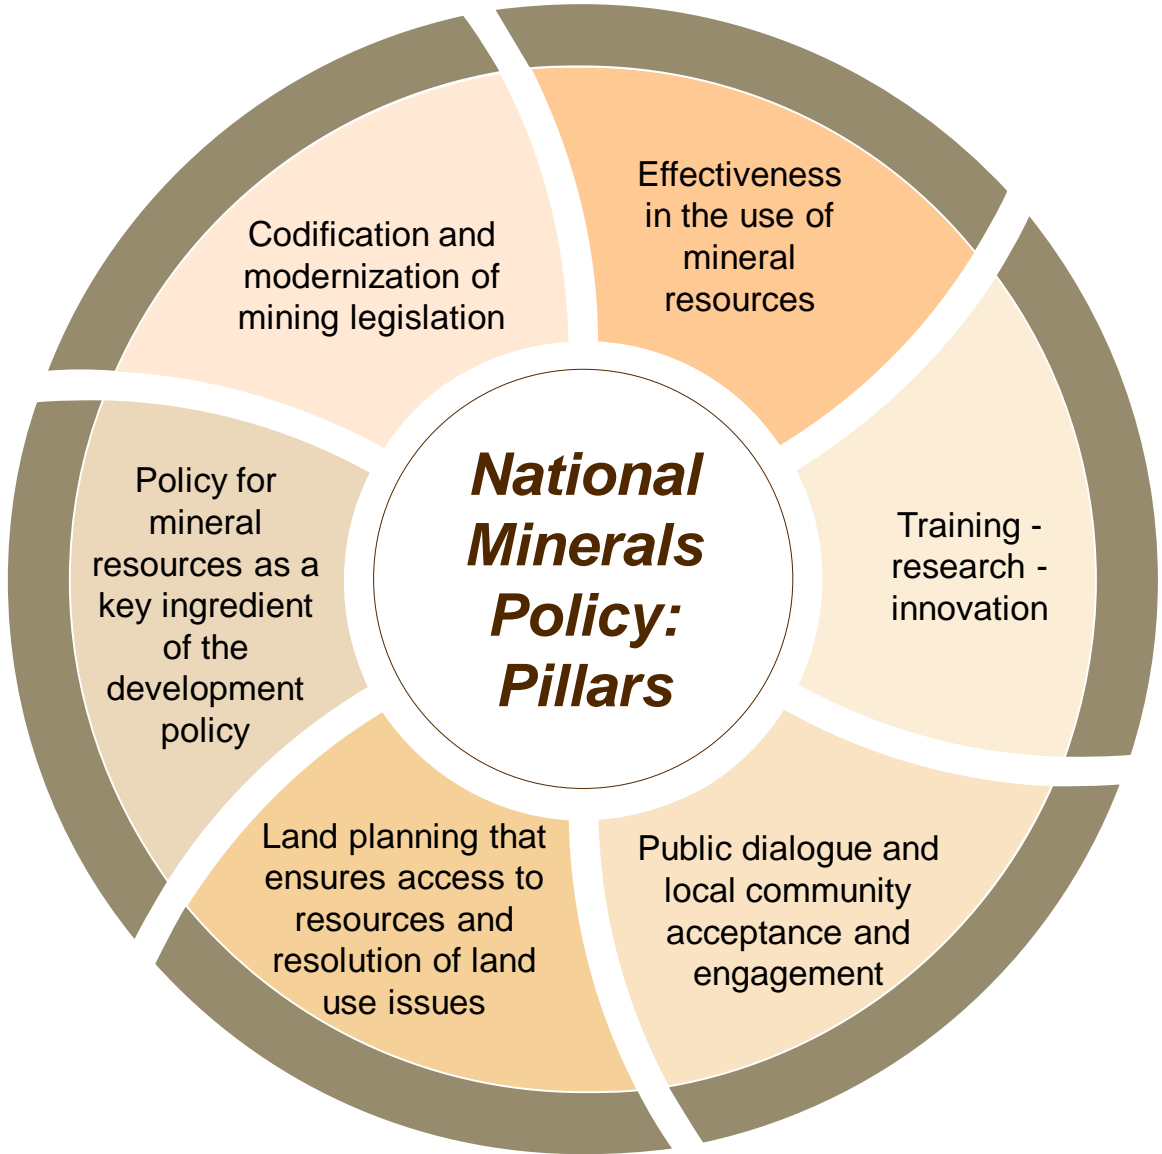 Effectiveness
in the use of
mineral
resources
Training -
research -
innovation
Public dialogue and
local community
acceptance and
engagement
Land planning that
ensures access to
resources and
resolution of land
use issues
Policy for
mineral
resources as a
key ingredient
of the
development
policy
Codification and
modernization of
mining legislation
National
Minerals
Policy:
Pillars